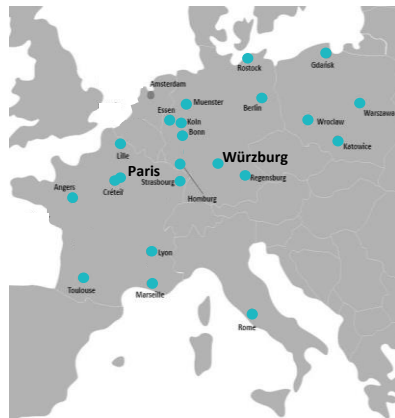 Rostock
Gdańsk
Amsterdam
Essen
Muenster
Berlin
Warszawa
Koln
Wroclaw
Bonn
Katowice
Lille
Paris
Würzburg
Angers
Créteil
Strasbourg
Regensburg
Homburg
Lyon
Toulouse
Marseille
Rome